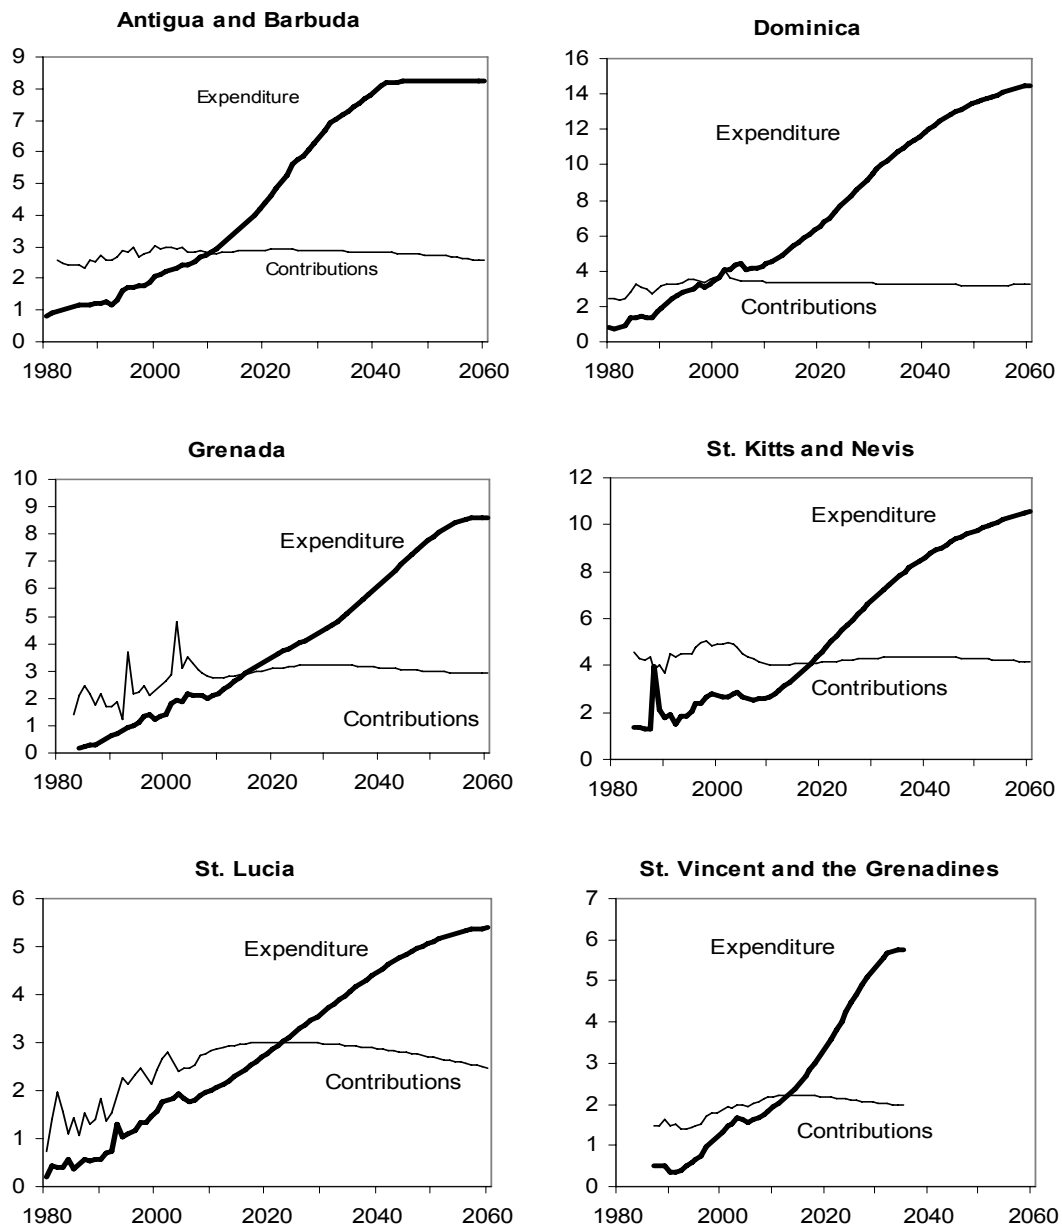 Antigua and Barbuda
9
8
7
6
5
4
3
2
1
0
Expenditure
Contributions
1980 2000 2020 2040 2060
Dominica
16
14
12
10
8
6
4
2
0
Expenditure
Contributions
1980 2000 2020 2040 2060
Grenada
10
9
8
7
6
5
4
3
2
1
0
Expenditure
Contributions
1980 2000 2020 2040 2060
St. Kitts and Nevis
12
10
8
6
4
2
0
Expenditure
Contributions
1980 2000 2020 2040 2060
St. Lucia
6
5
4
3
2
1
0
Expenditure
Contributions
1980 2000 2020 2040 2060
St. Vincent and the Grenadines
7
6
5
4
3
2
1
0
Expenditure
Contributions
1980 2000 2020 2040 2060